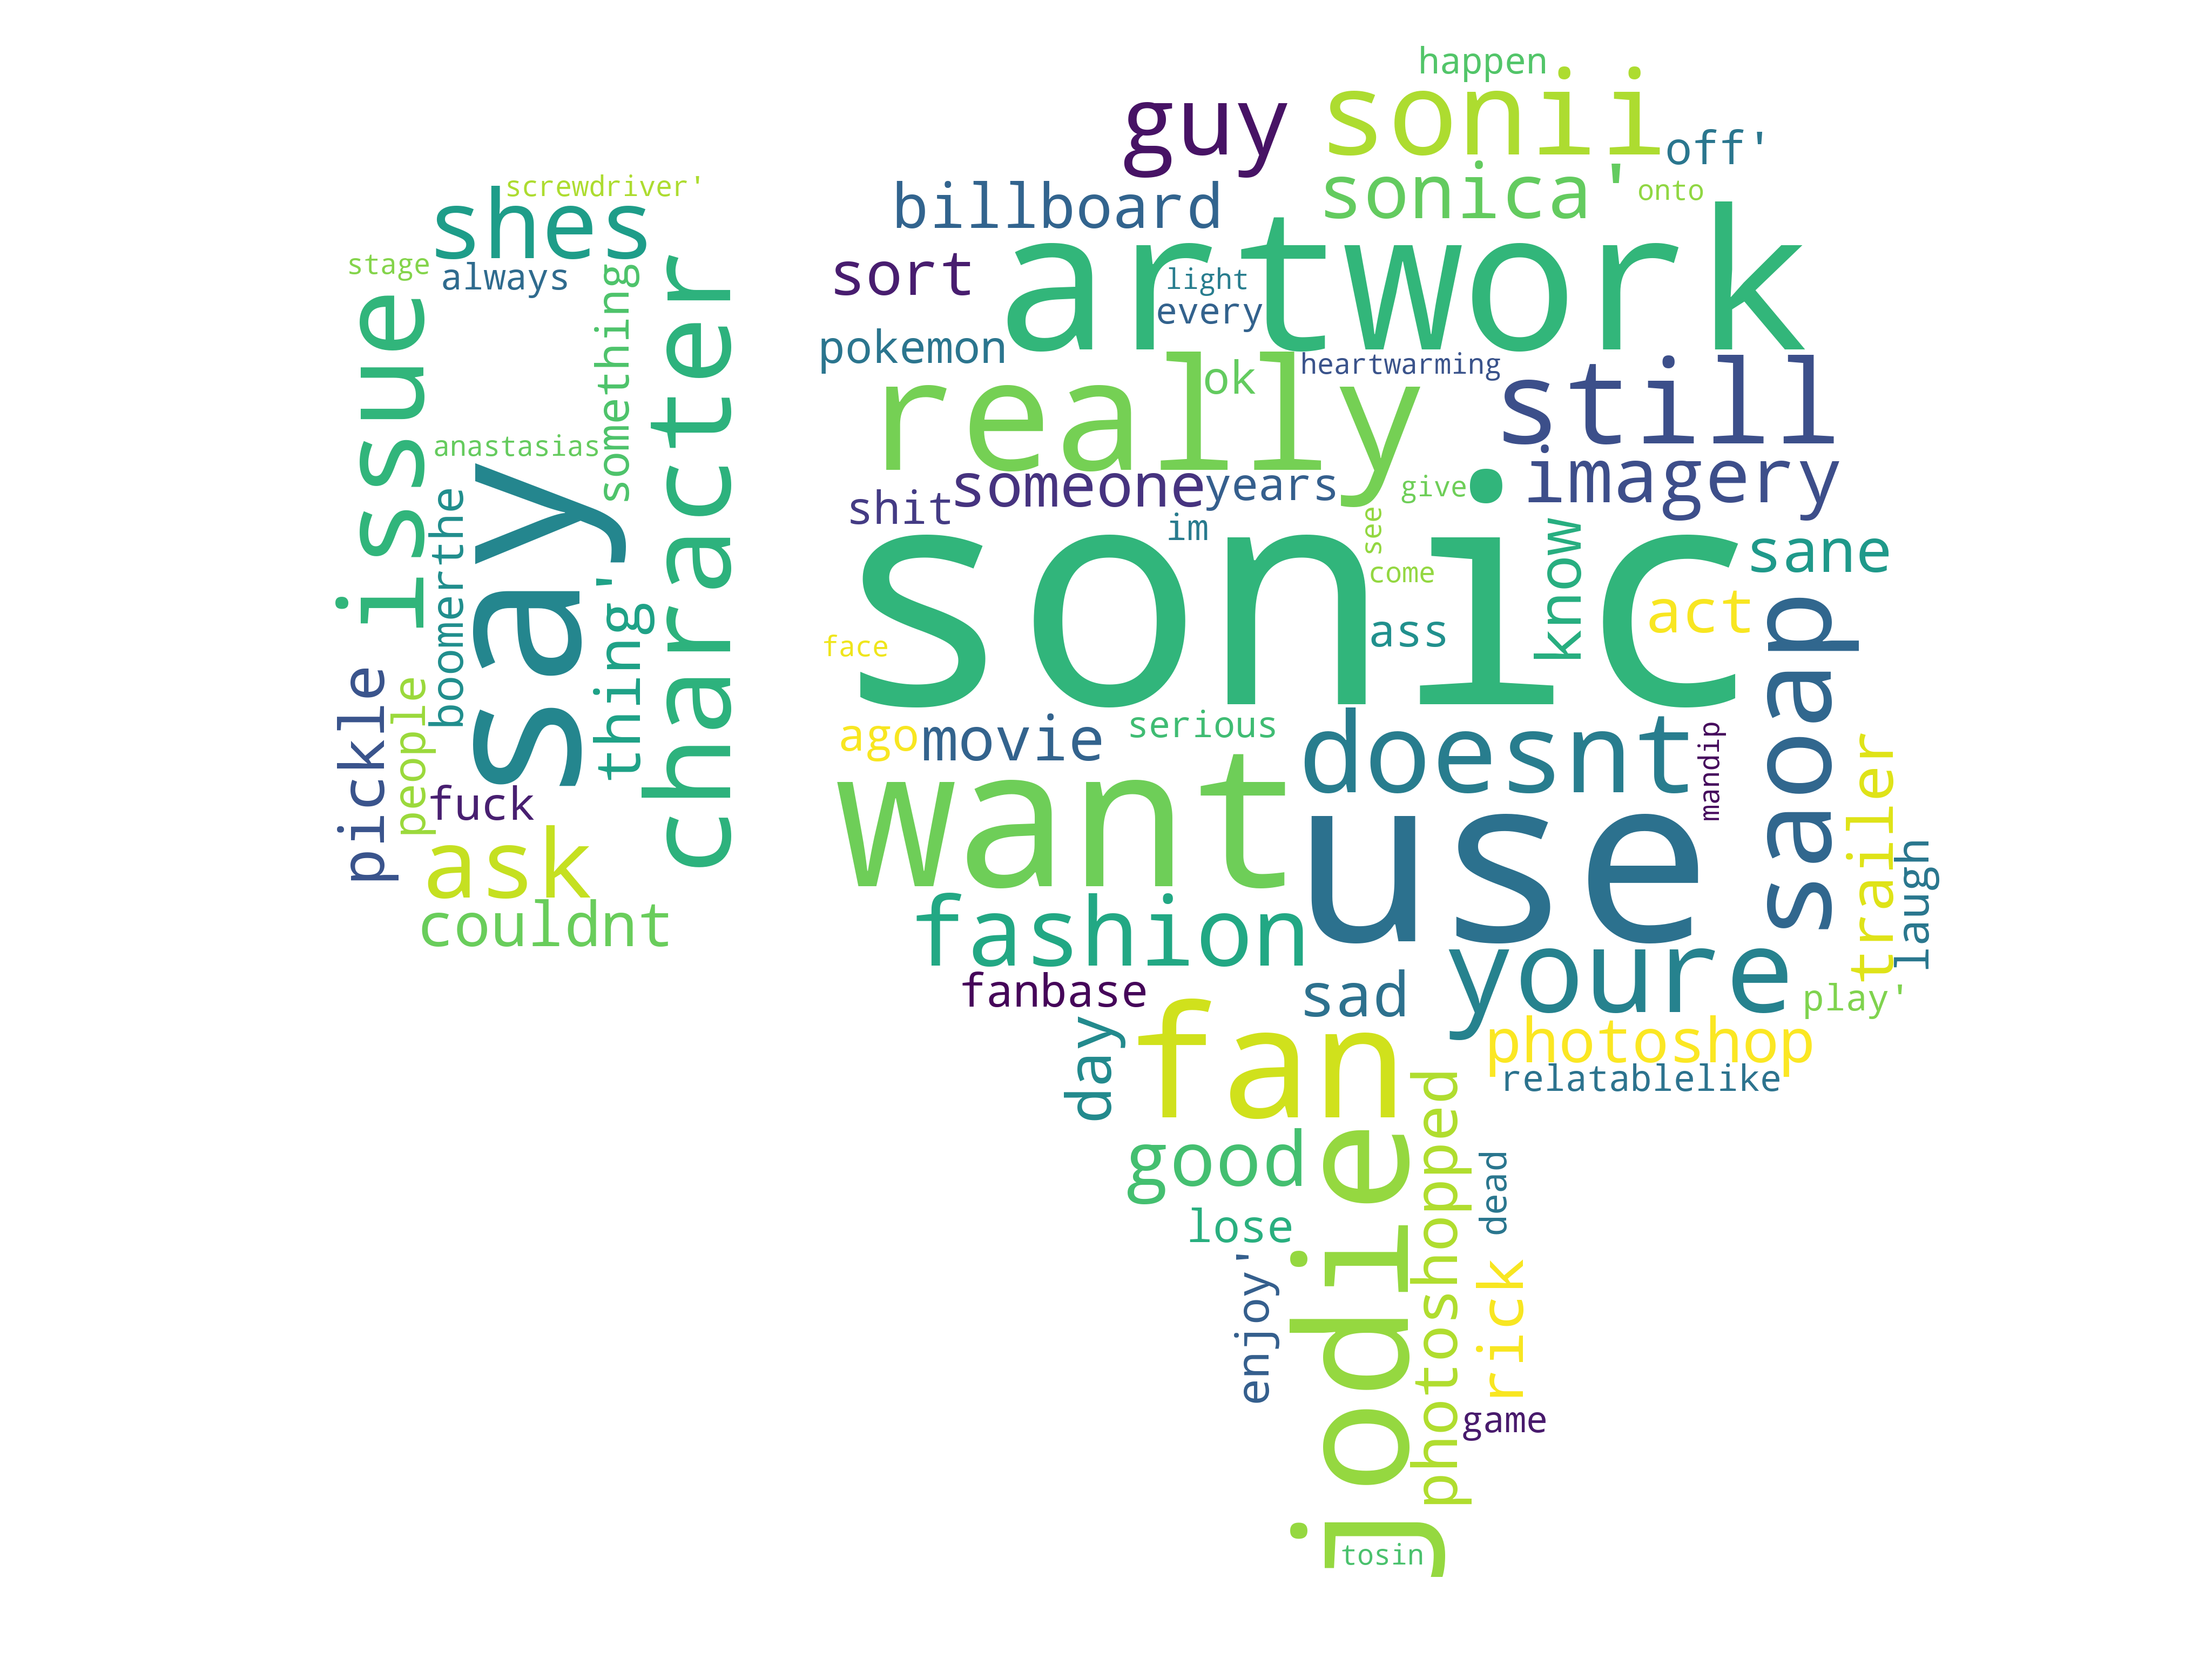 happen
guy
sonii
off'
screwdriver'
shes
billboard
sonica'
onto
stage
always
sort
artwork
light
every
something
character
issue
pokemon
really
ok
heartwarming
still
anastasias
say
shit
someone
years
give
imagery
boomerthe
im
see
know
sane
sonic
come
act
thing'
face
ass
saoap
pickle
people
ago
movie
serious
doesnt
mandip
trailer
fuck
want
use
laugh
ask
couldnt
fashion
fanbase
sad
youre
play'
day
fan
photoshop
relatablelike
good
jodie
photoshopped
dead
lose
enjoy'
rick
game
tosin